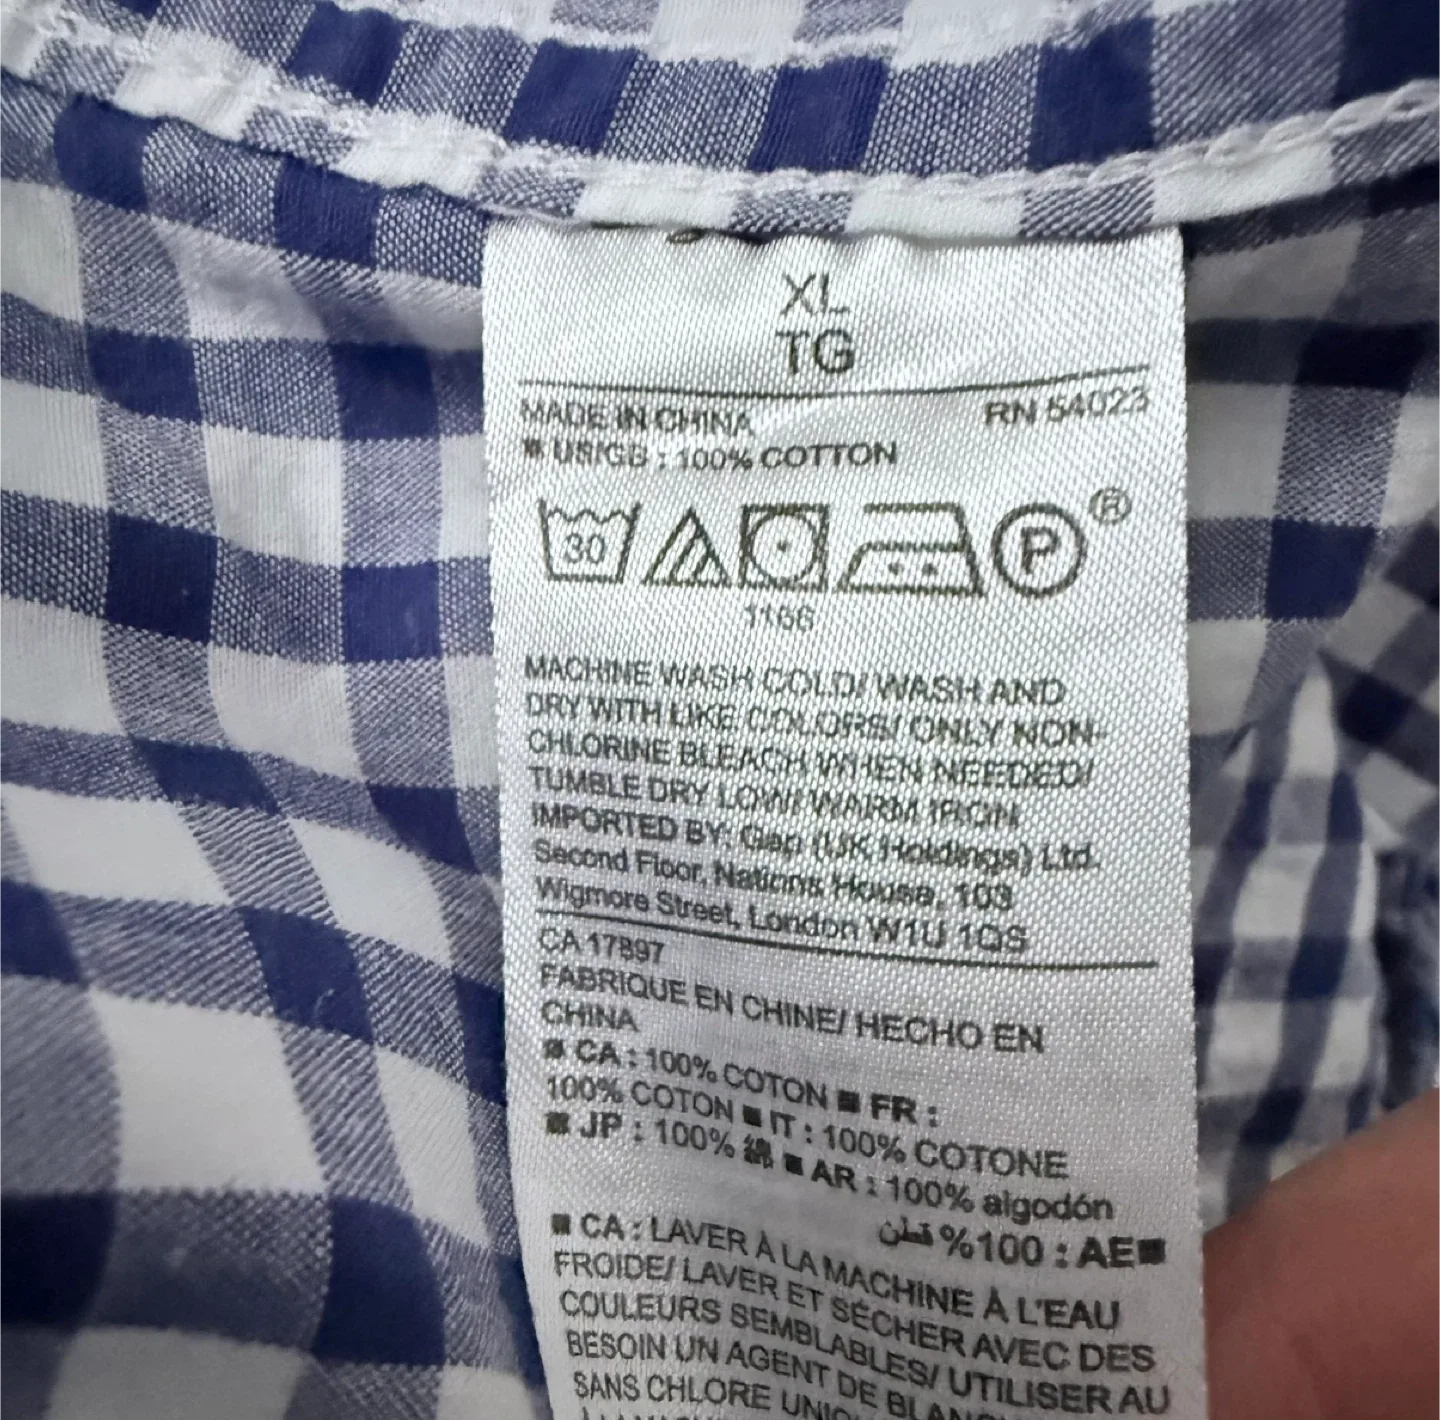 XL
TG
MADE IN CHINA
RN 54023
■ US/GB : 100% COTTON
30
P
®
1166
MACHINE WASH COLD/ WASH AND
DRY WITH LIKE COLORS/ ONLY NON-
CHLORINE BLEACH WHEN NEEDED/
TUMBLE DRY LOW/ WARM IRON
IMPORTED BY: Gap (UK Holdings) Ltd.
Second Floor, Nations House, 103
Wigmore Street, London W1U 1QS
CA 17897
FABRIQUE EN CHINE/ HECHO EN
CHINA
■ CA : 100% COTON ■ FR :
100% COTON ■ IT : 100% COTONE
■ JP : 100% 綿 ■ AR : 100% algodón
■AE : 100% قطن
■ CA : LAVER À LA MACHINE À L'EAU
FROIDE/ LAVER ET SÉCHER AVEC DES
COULEURS SEMBLABLES/ UTILISER AU
BESOIN UN AGENT DE
SANS CHLORE